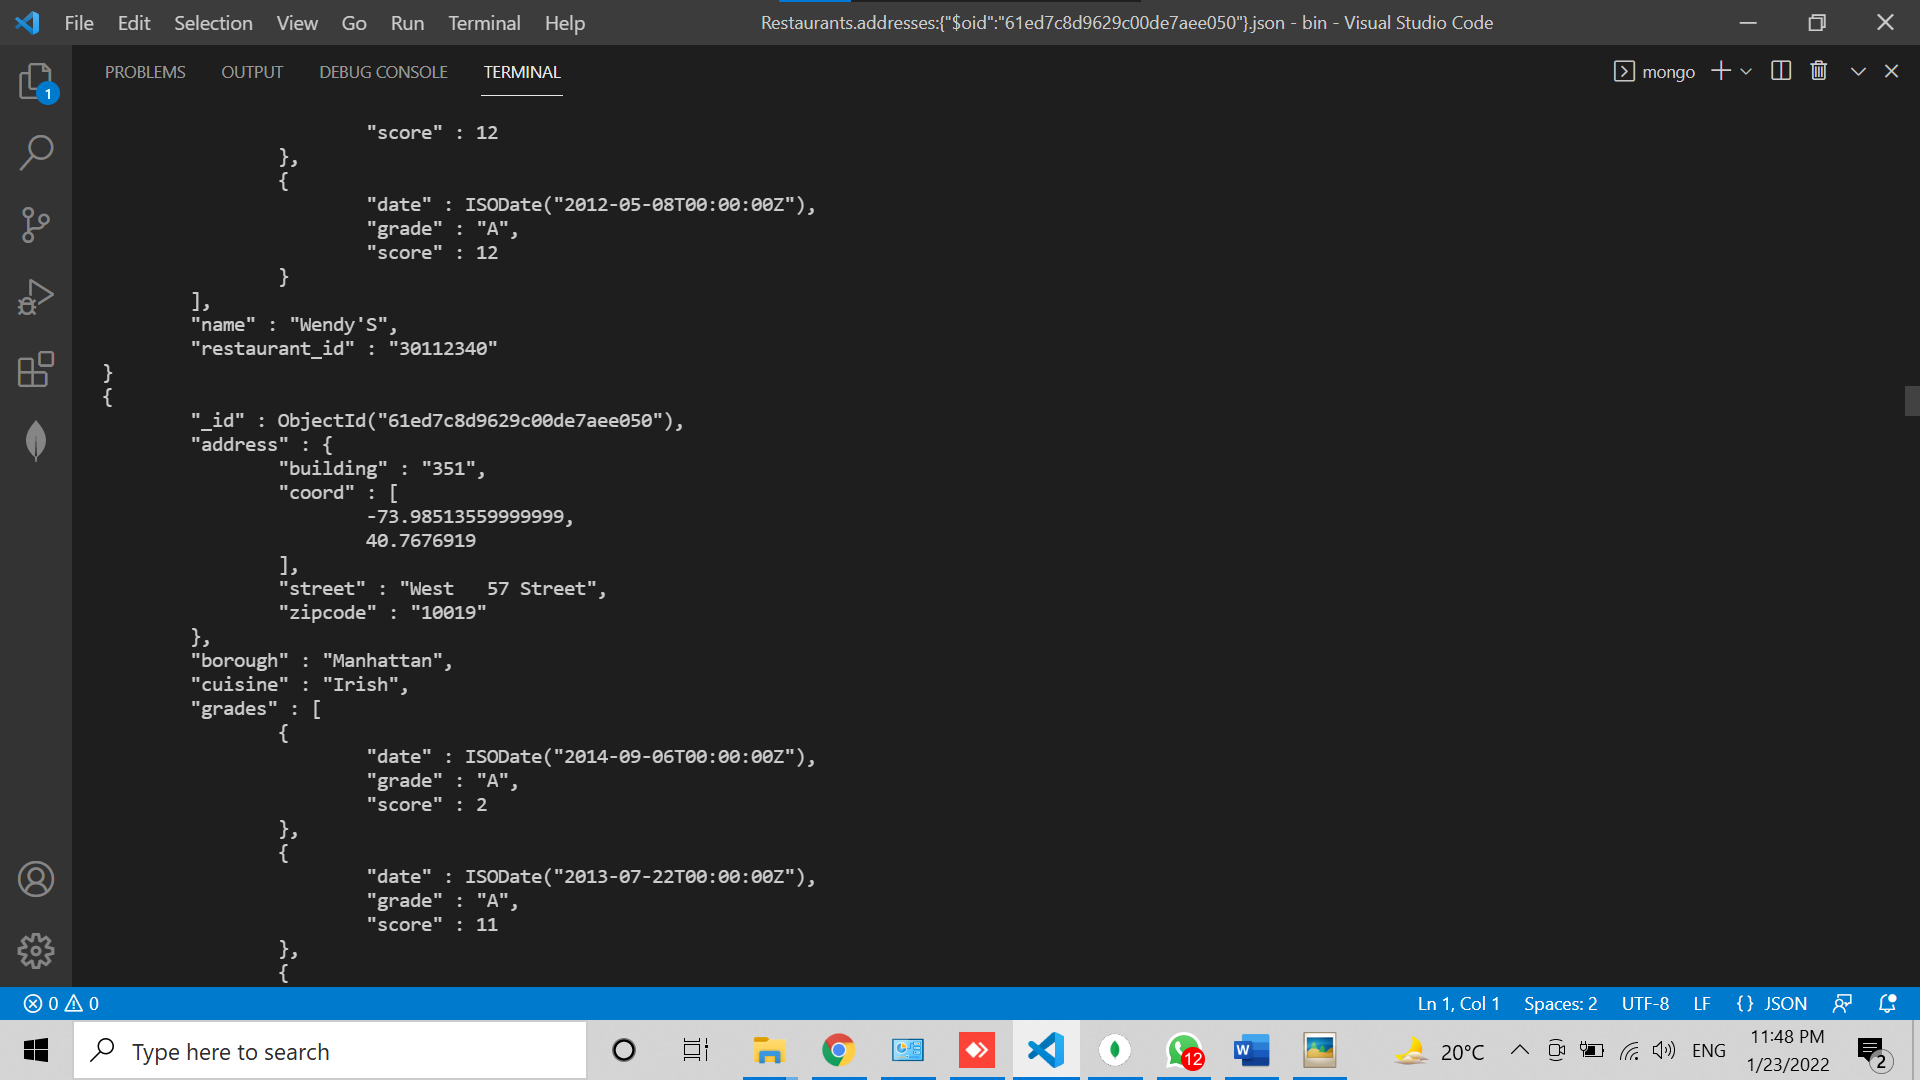 File Edit Selection View Go Run Terminal Help Restaurants.addresses:{"$oid":"61ed7c8d9629c00de7aee050"}.json - bin - Visual Studio Code
PROBLEMS OUTPUT DEBUG CONSOLE TERMINAL mongo
1
"score" : 12
},
{
"date" : ISODate("2012-05-08T00:00:00Z"),
"grade" : "A",
"score" : 12
}
],
"name" : "Wendy'S",
"restaurant_id" : "30112340"
}
{
"_id" : ObjectId("61ed7c8d9629c00de7aee050"),
"address" : {
"building" : "351",
"coord" : [
-73.98513559999999,
40.7676919
],
"street" : "West   57 Street",
"zipcode" : "10019"
},
"borough" : "Manhattan",
"cuisine" : "Irish",
"grades" : [
{
"date" : ISODate("2014-09-06T00:00:00Z"),
"grade" : "A",
"score" : 2
},
{
"date" : ISODate("2013-07-22T00:00:00Z"),
"grade" : "A",
"score" : 11
},
{
0 0 Ln 1, Col 1 Spaces: 2 UTF-8 LF {} JSON
Type here to search 12 W 20°C ENG 11:48 PM
1/23/2022 2